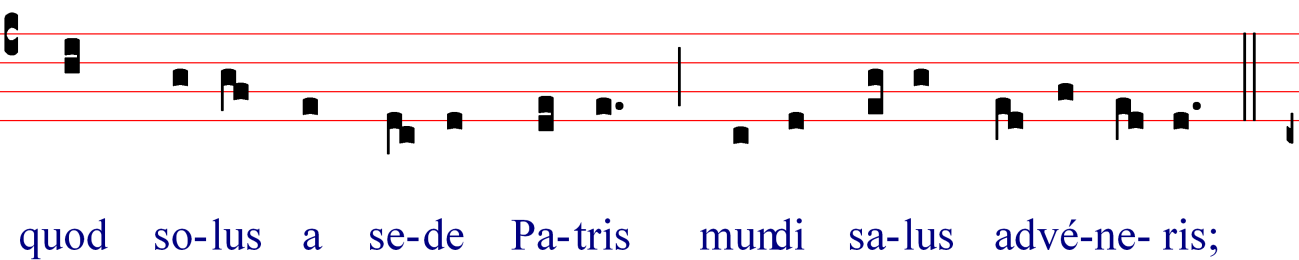 quod so-lus a se-de Pa-tris mundi sa-lus advé-ne- ris;